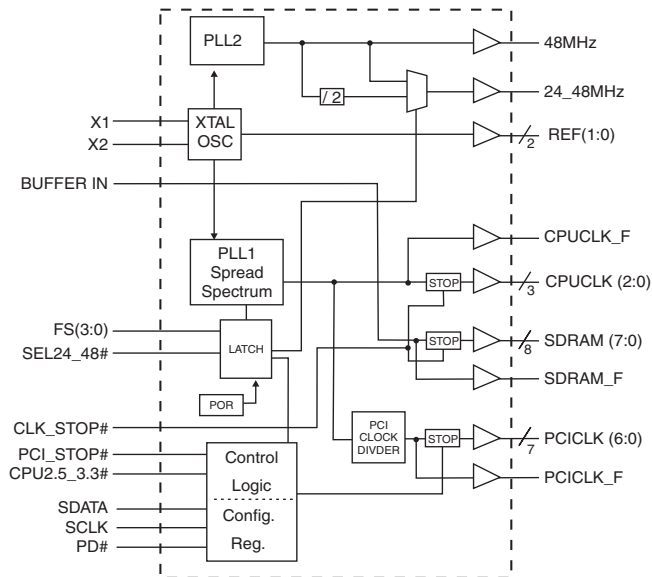 PLL2
48MHz
/ 2
24_48MHz
X1
X2
XTAL
OSC
REF(1:0)
2
BUFFER IN
CPUCLK_F
PLL1
Spread
Spectrum
STOP
CPUCLK (2:0)
3
FS(3:0)
SEL24_48#
LATCH
STOP
SDRAM (7:0)
8
SDRAM_F
POR
CLK_STOP#
PCI
CLOCK
DIVDER
STOP
PCICLK (6:0)
7
PCI_STOP#
CPU2.5_3.3#
Control
Logic
PCICLK_F
SDATA
SCLK
PD#
Config.
Reg.